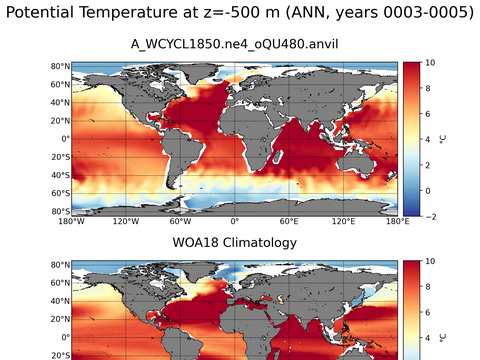 Potential Temperature at z=-500 m (ANN, years 0003-0005)
A_WCYCL1850.ne4_oQU480.anvil
80°N
60°N
40°N
20°N
0°
20°S
40°S
60°S
80°S
180°W 120°W 60°W 0° 60°E 120°E 180°E
10
8
6
4
2
0
−2
°C
WOA18 Climatology
80°N
60°N
40°N
20°N
0°
20°S
10
8
6
4
°C